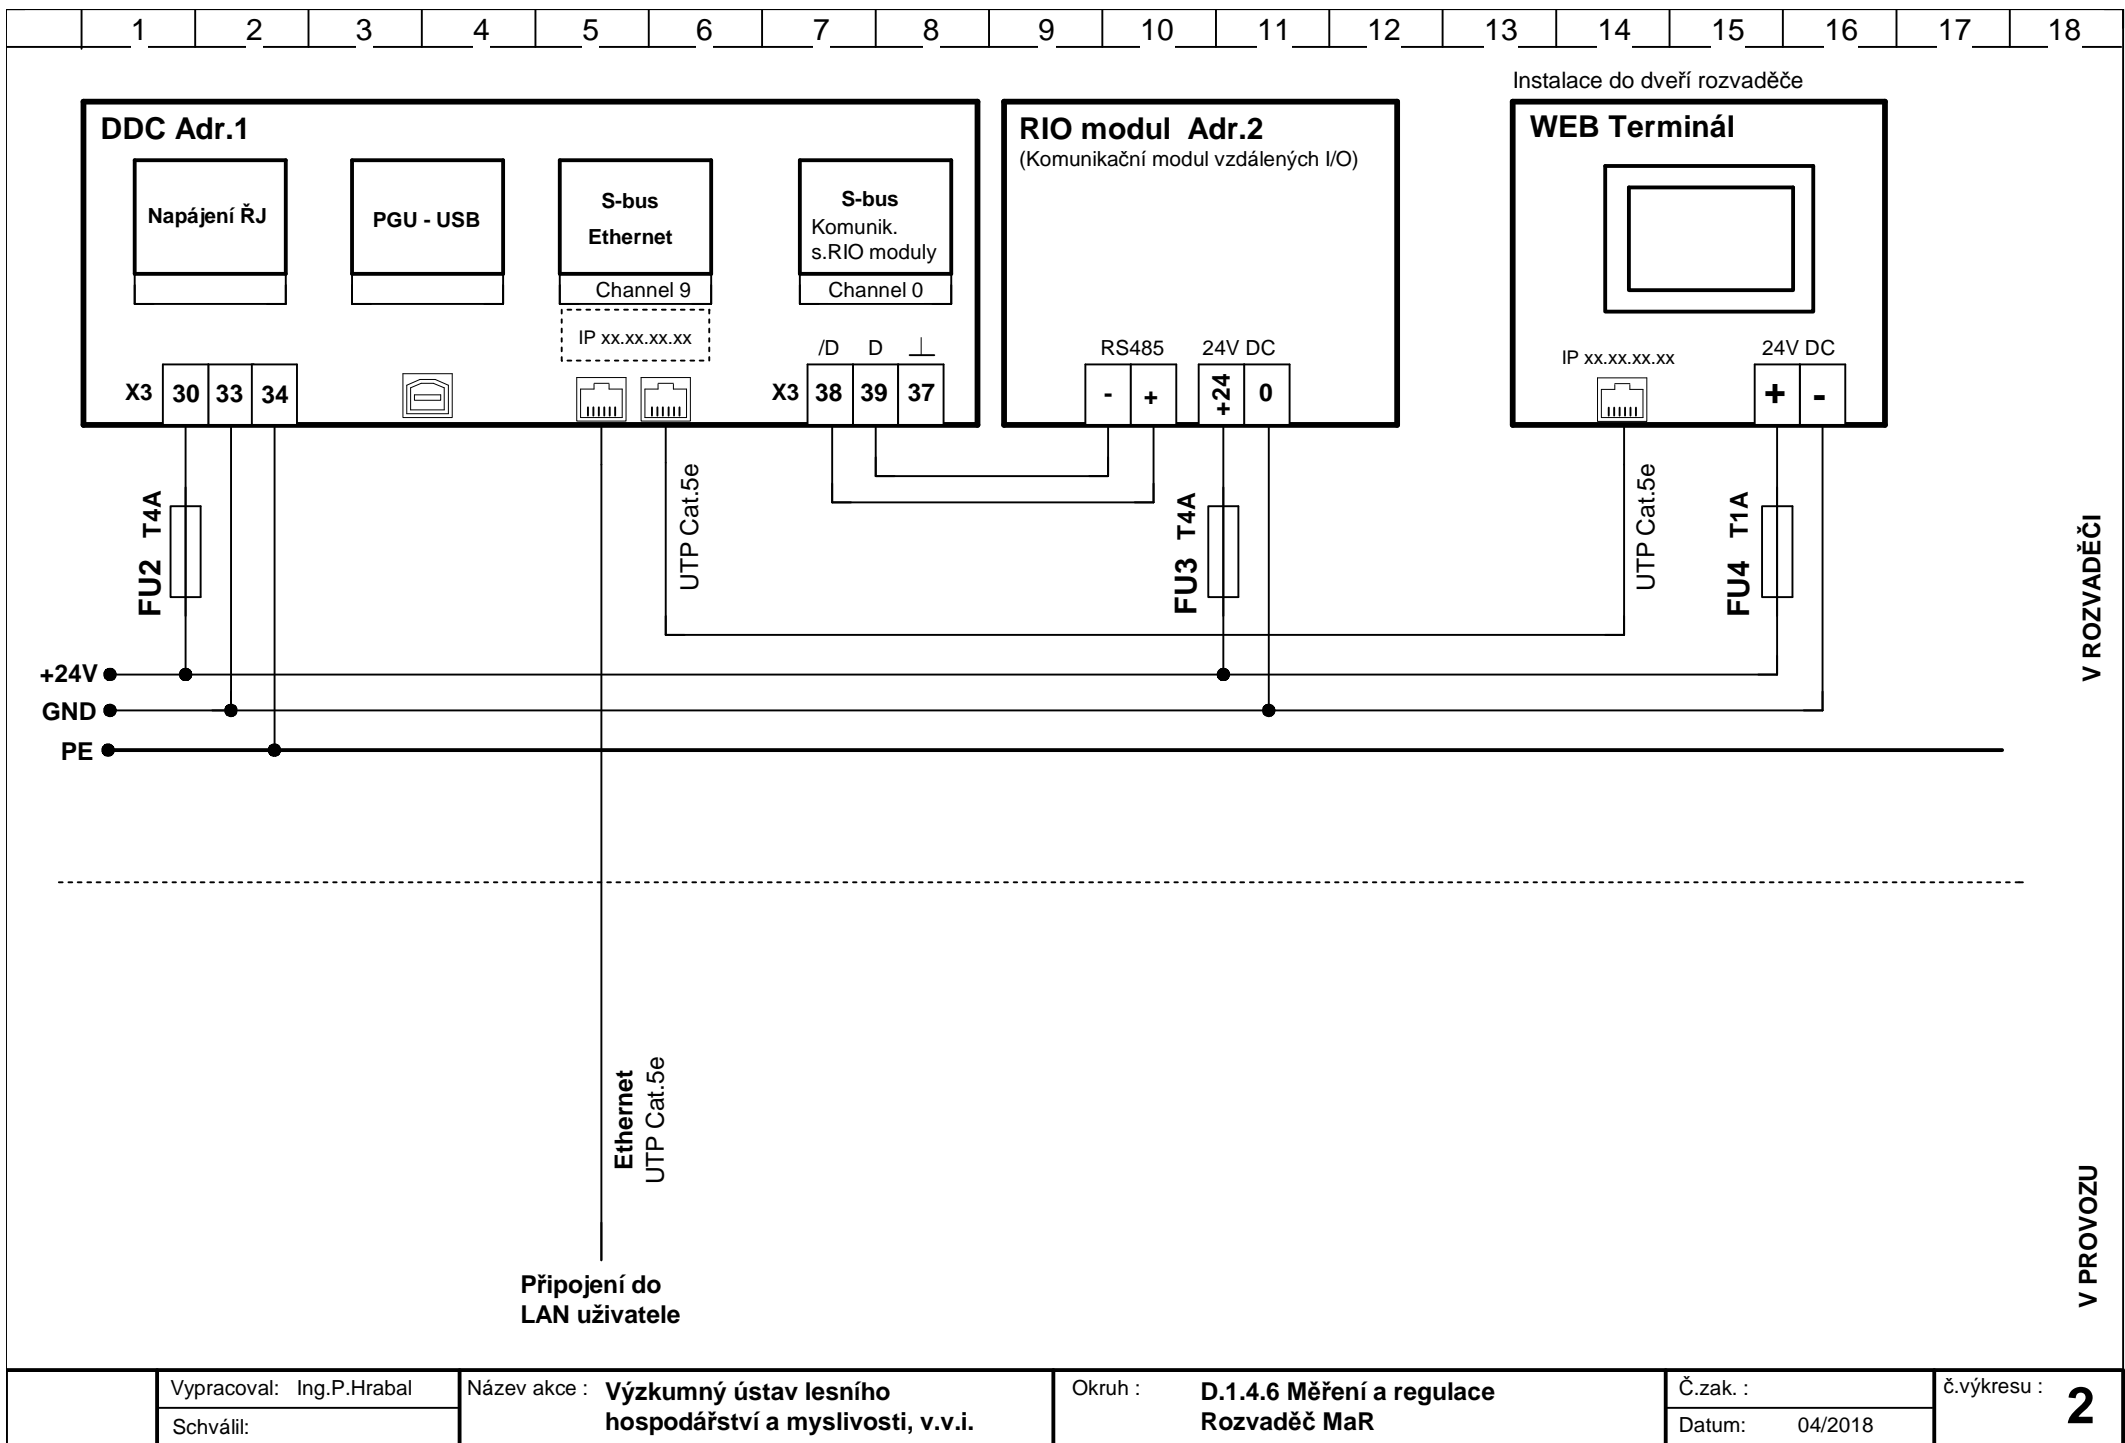 1 2 3 4 5 6 7 8 9 10 11 12 13 14 15 16 17 18
Instalace do dveří rozvaděče
DDC Adr.1
Napájení ŘJ
PGU - USB
S-bus
Ethernet
Channel 9
IP xx.xx.xx.xx
S-bus
Komunik.
s.RIO moduly
Channel 0
/D D
X3 30 33 34
X3 38 39 37
RIO modul Adr.2
(Komunikační modul vzdálených I/O)
RS485 24V DC
- + +24 0
WEB Terminál
IP xx.xx.xx.xx
24V DC
+ -
FU2 T4A
UTP Cat.5e
FU3 T4A
UTP Cat.5e
FU4 T1A
V ROZVADĚČI
+24V
GND
PE
Ethernet
UTP Cat.5e
Připojení do
LAN uživatele
V PROVOZU
Vypracoval: Ing.P.Hrabal
Schválil:
Název akce : Výzkumný ústav lesního
hospodářství a myslivosti, v.v.i.
Okruh : D.1.4.6 Měření a regulace
Rozvaděč MaR
Č.zak. :
Datum: 04/2018
č.výkresu : 2